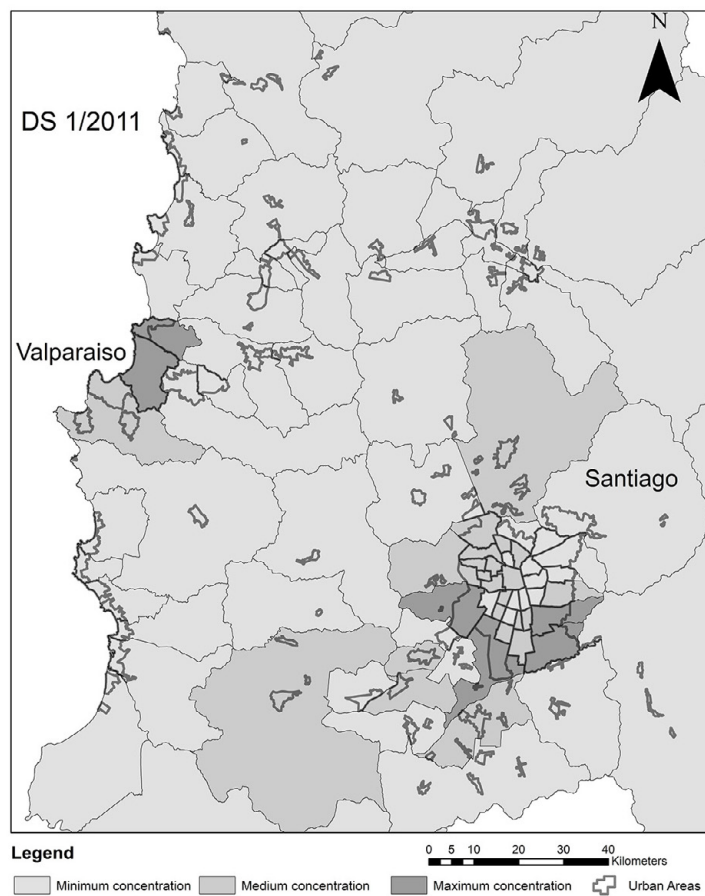 N
DS 1/2011
Valparaiso
Santiago
Legend
0 5 10 20 30 40
Kilometers
Minimum concentration Medium concentration Maximum concentration Urban Areas